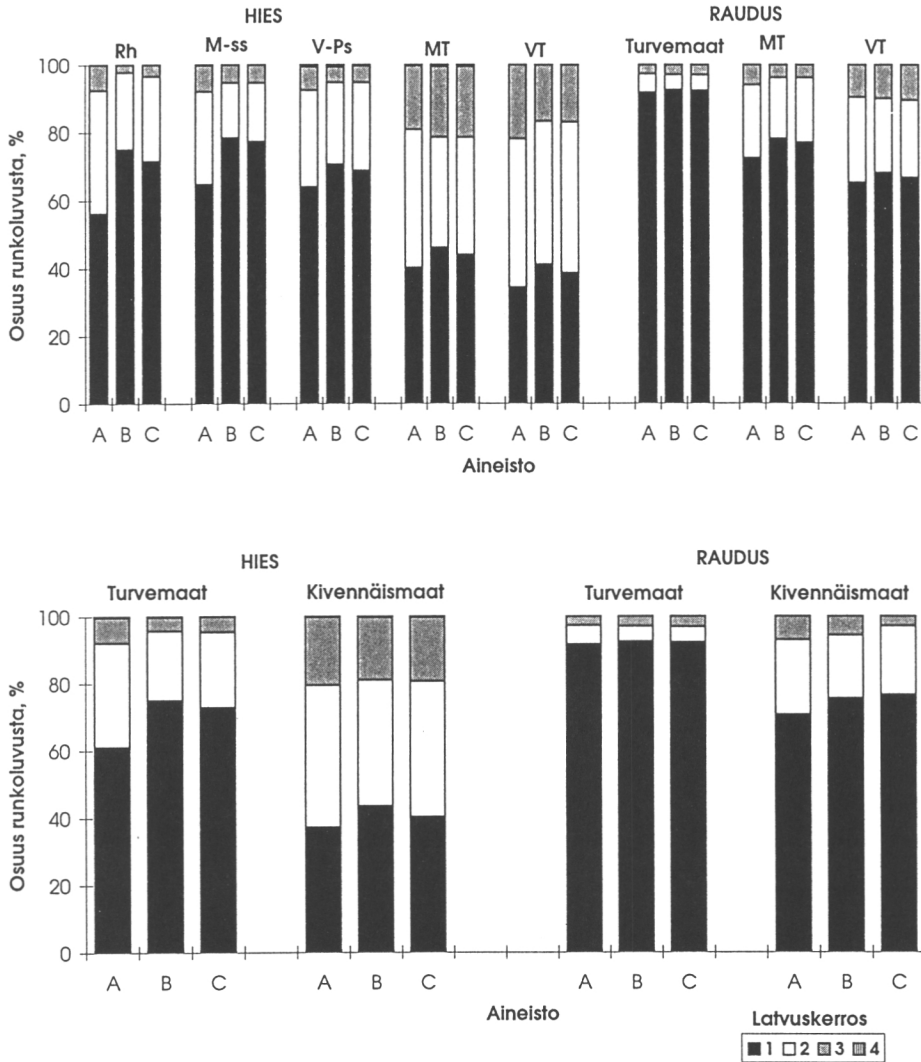 HIES RAUDUS
Rh M-ss V-Ps MT VT Turvemaat MT VT
100
80
60
40
20
0
Osuus runkoluvusta, %
A B C A B C A B C A B C A B C A B C A B C A B C
Aineisto
HIES RAUDUS
Turvemaat Kivennäismaat Turvemaat Kivennäismaat
100
80
60
40
20
0
Osuus runkoluvusta, %
A B C A B C A B C A B C
Aineisto
Latvuskerros
1 2 3 4